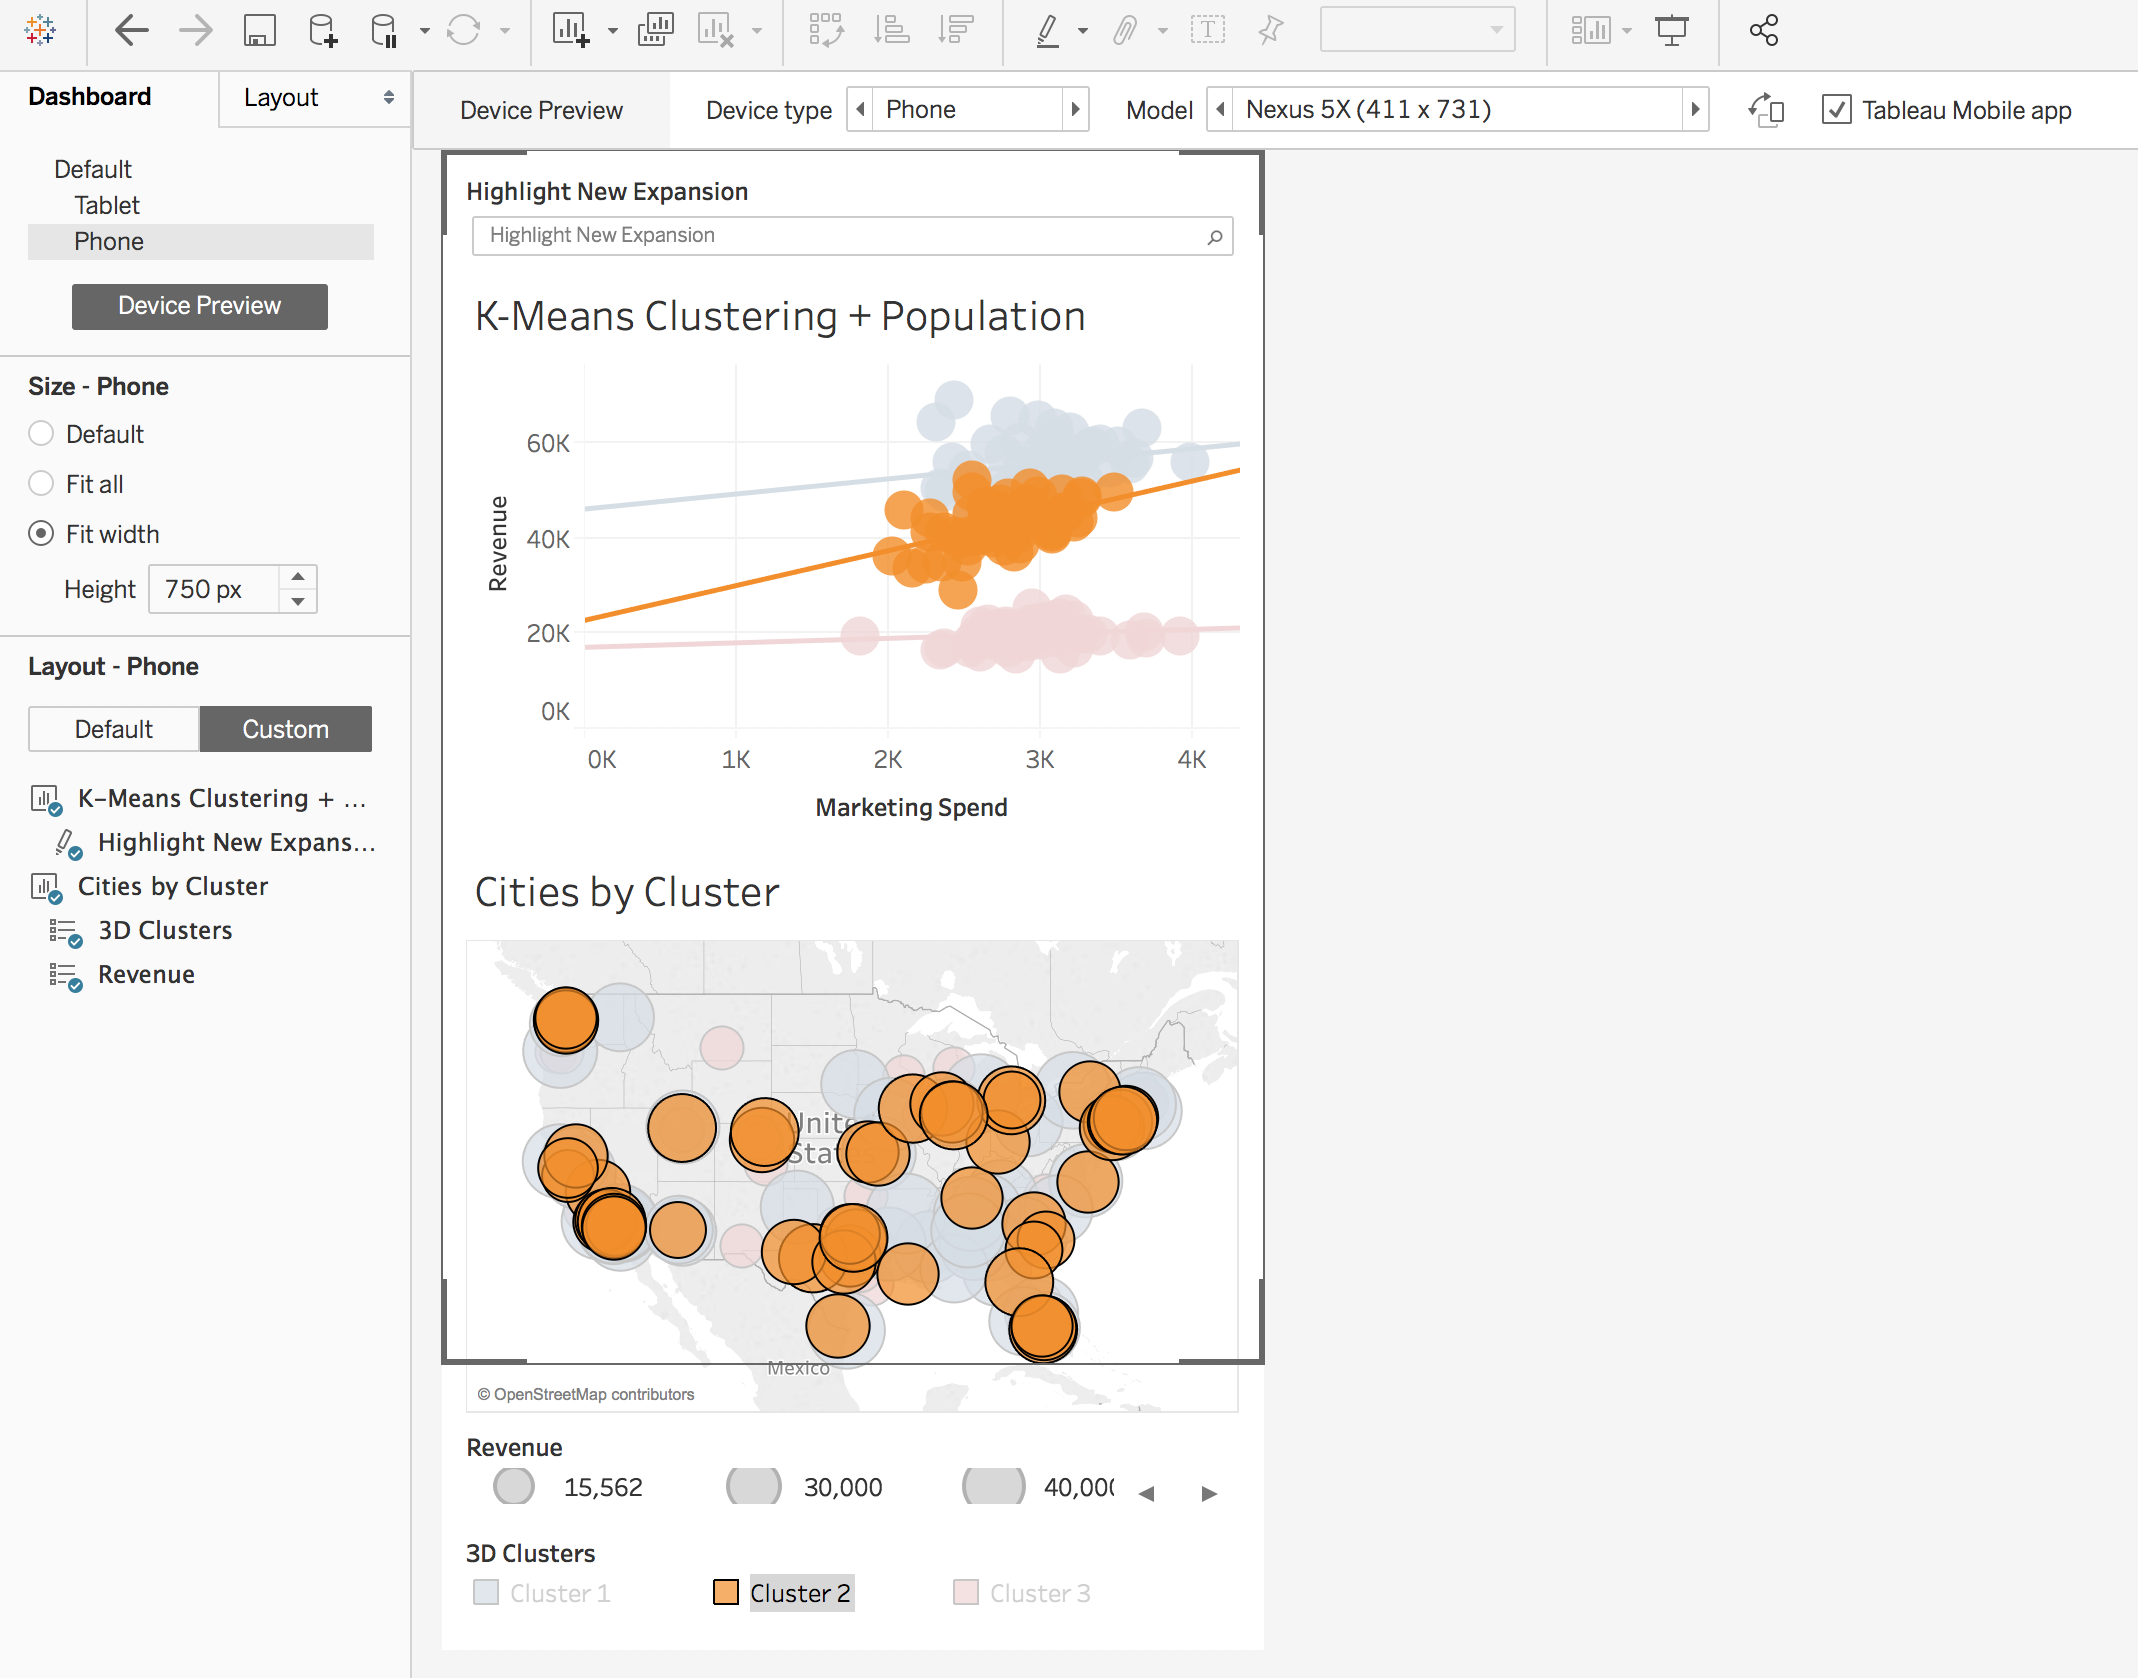 Dashboard
Layout
Device Preview
Device type
Phone
Model
Nexus 5X (411 x 731)
Tableau Mobile app
Default
Tablet
Phone
Device Preview
Size - Phone
Default
Fit all
Fit width
Height
750 px
Layout - Phone
Default
Custom
K-Means Clustering + ...
Highlight New Expans...
Cities by Cluster
3D Clusters
Revenue
Highlight New Expansion
Highlight New Expansion
K-Means Clustering + Population
Revenue
60K
40K
20K
0K
0K
1K
2K
3K
4K
Marketing Spend
Cities by Cluster
Mexico
© OpenStreetMap contributors
Revenue
15,562
30,000
3D Clusters
Cluster 1
Cluster 2
Cluster 3